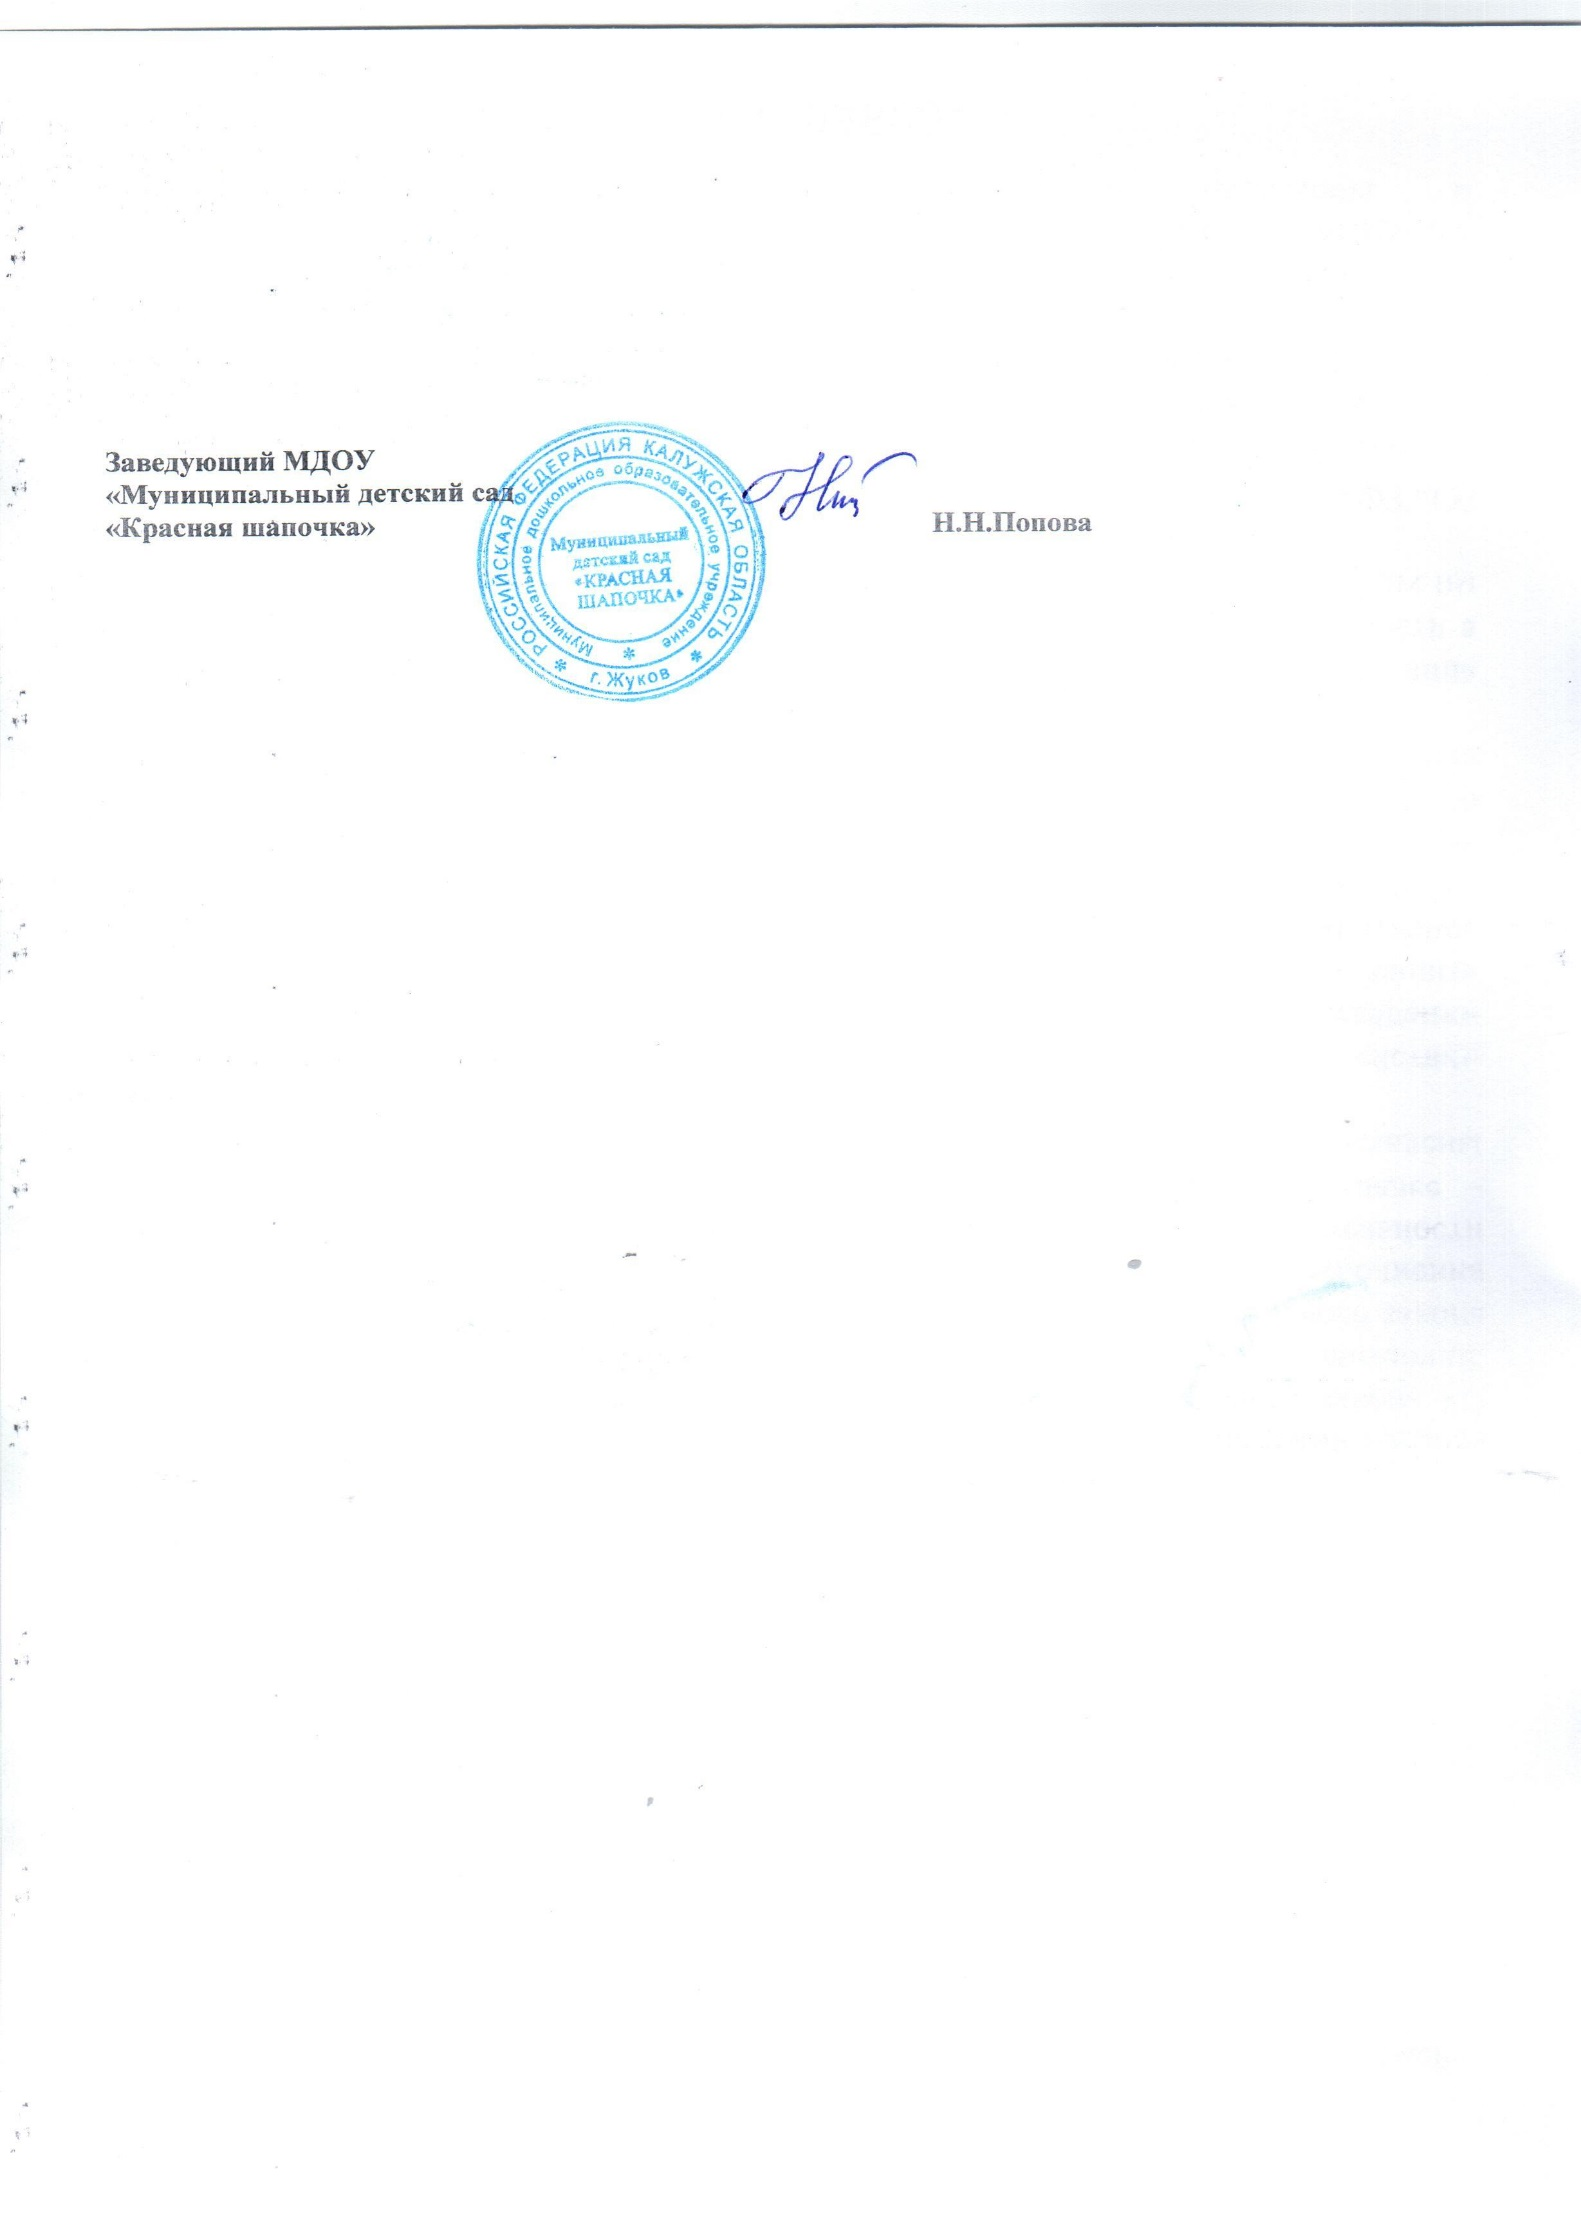 Заведующий МДОУ
«Муниципальный детский сад
«Красная шапочка»
Н.Н.Попова
РОССИЙСКАЯ ФЕДЕРАЦИЯ КАЛУЖСКАЯ ОБЛАСТЬ
г. Жуков
Муниципальное дошкольное образовательное учреждение
Муниципальный
детский сад
«КРАСНАЯ
ШАПОЧКА»